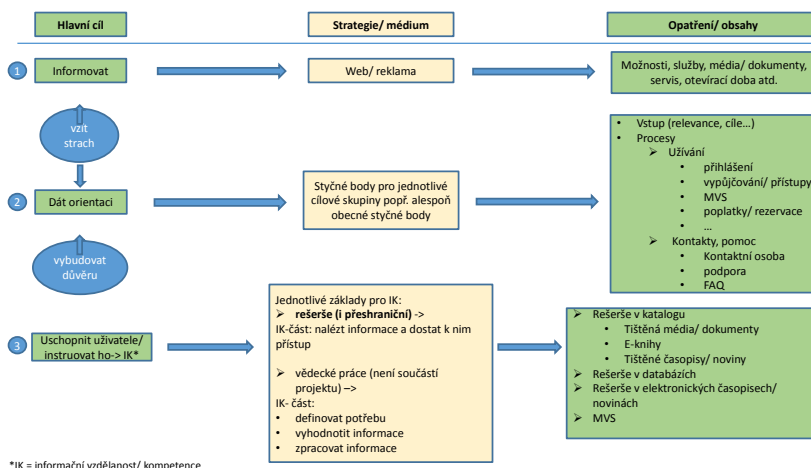 Hlavní cíl
Strategie/ médium
Opatření/ obsahy
1
Informovat
Web/ reklama
Možnosti, služby, média/ dokumenty,
servis, otevírací doba atd.
vzít
strach
2
Dát orientaci
Styčné body pro jednotlivé
cílové skupiny popř. alespoň
obecné styčné body
• Vstup (relevance, cíle…)
• Procesy
➢ Užívání
• přihlášení
• vypůjčování/ přístupy
• MVS
• poplatky/ rezervace
• …
➢ Kontakty, pomoc
• Kontaktní osoba
• podpora
• FAQ
vybudovat
důvěru
3
Uschopnit uživatele/
instruovat ho-> IK*
Jednotlivé základy pro IK:
➢ rešerše (i přeshraniční) ->
IK-část: nalézt informace a dostat k nim
přístup
➢ vědecké práce (není součástí
projektu) –>
IK- část:
• definovat potřebu
• vyhodnotit informace
• zpracovat informace
➢ Rešerše v katalogu
• Tištěná média/ dokumenty
• E-knihy
• Tištěné časopisy/ noviny
➢ Rešerše v databázích
➢ Rešerše v elektronických časopisech/
novinách
➢ MVS
*IK = informační vzdělanost/ kompetence